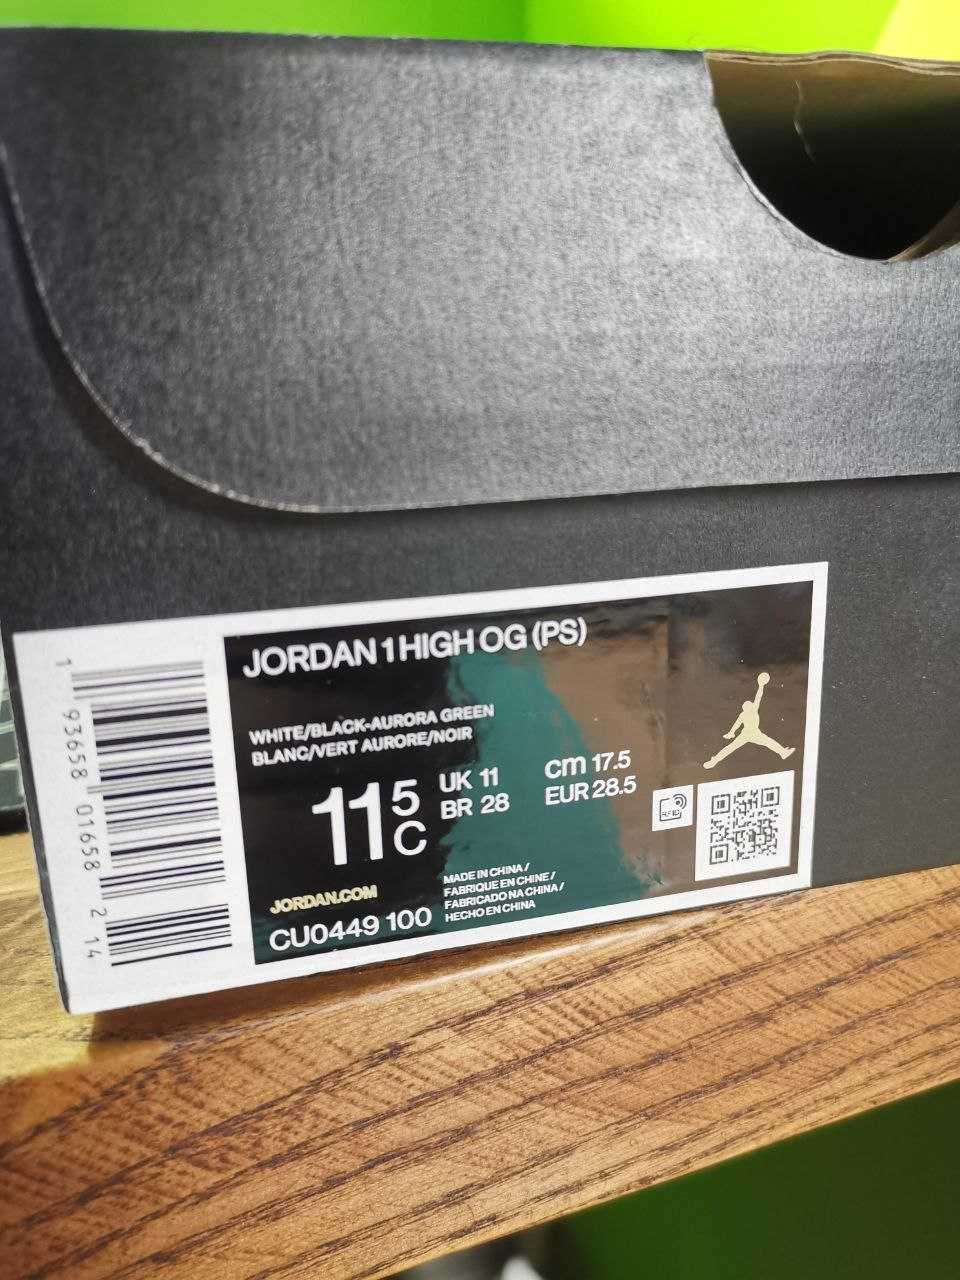 JORDAN 1 HIGH OG (PS)
WHITE/BLACK-AURORA GREEN
BLANC/VERT AURORE/NOIR
11 5 C
UK 11
BR 28
cm 17.5
EUR 28.5
JORDAN.COM
CU0449 100
MADE IN CHINA /
FABRIQUE EN CHINE /
FABRICADO NA CHINA /
HECHO EN CHINA
1 93658 01658 2 14
RFID